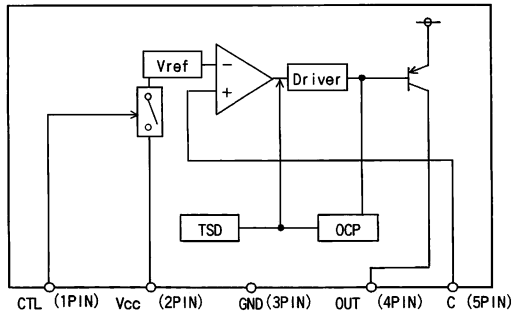 Vref
-
+
Driver
TSD
OCP
CTL (1PIN) Vcc (2PIN) GND(3PIN) OUT (4PIN) C (5PIN)